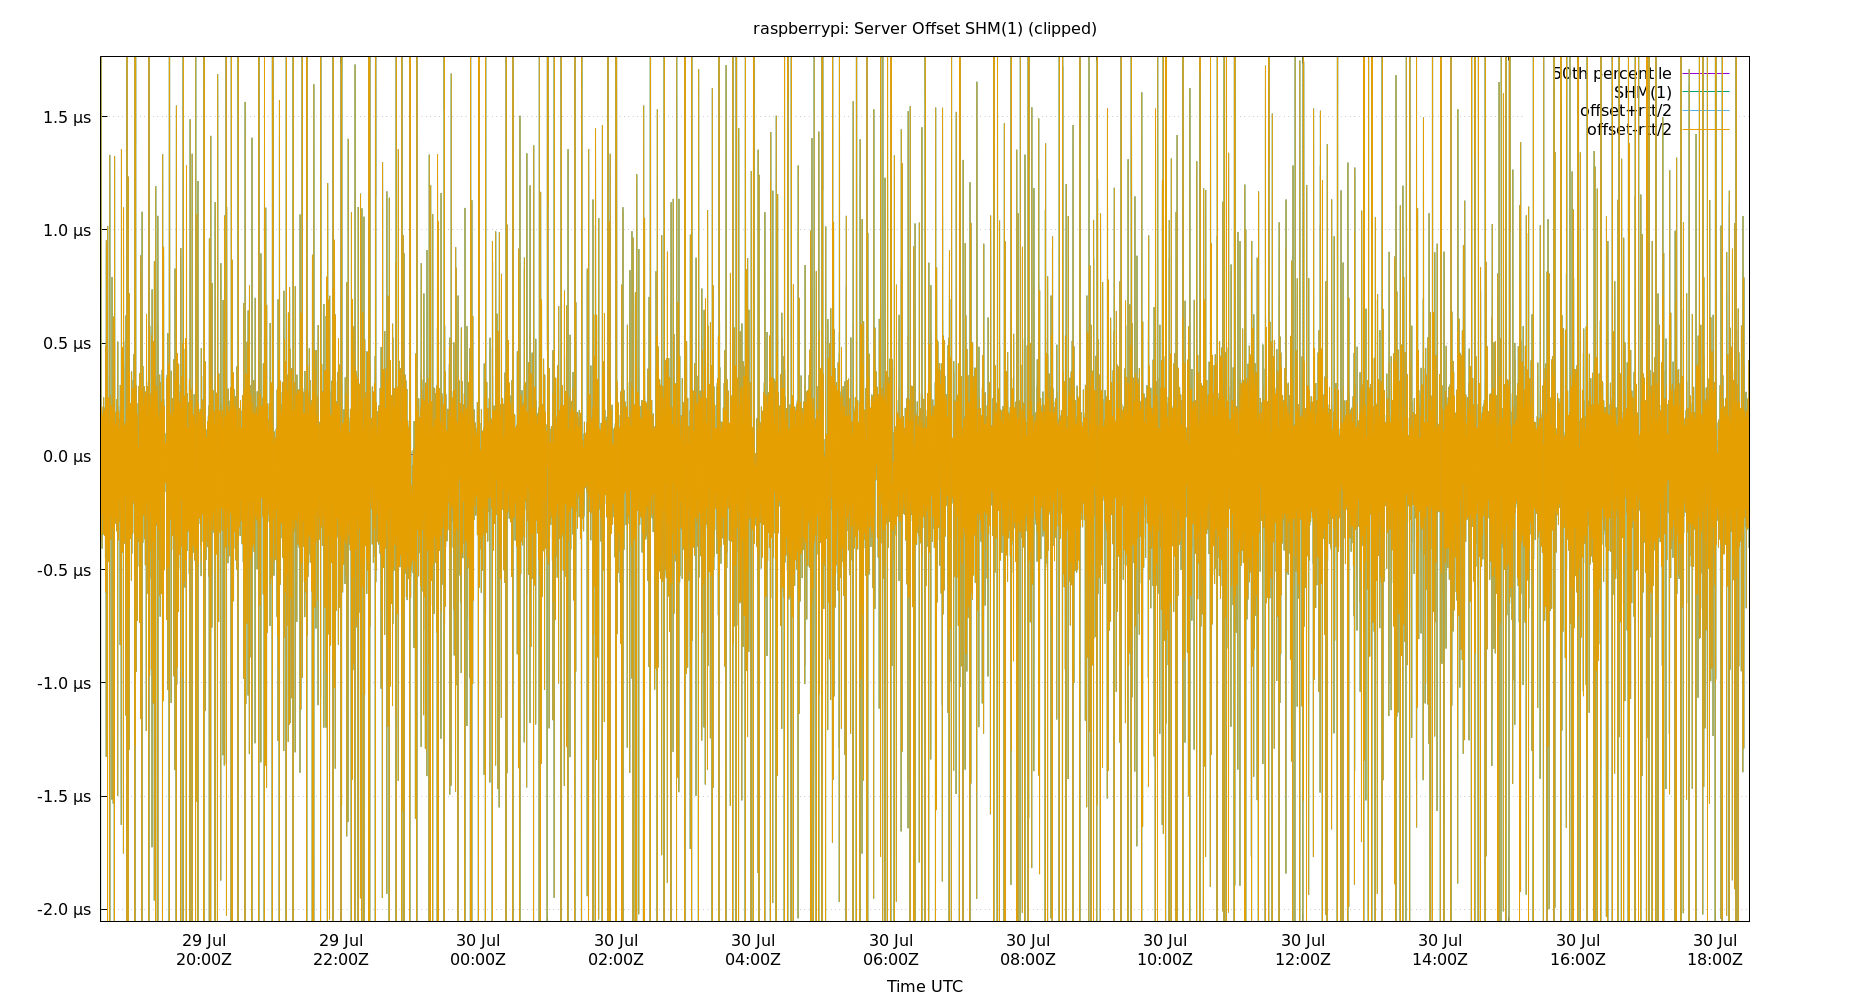 raspberrypi: Server Offset SHM(1) (clipped)
50th percentile
SHM(1)
offset+rtt/2
offset-rtt/2
1.5 µs
1.0 µs
0.5 µs
0.0 µs
-0.5 µs
-1.0 µs
-1.5 µs
-2.0 µs
29 Jul 29 Jul 30 Jul 30 Jul 30 Jul 30 Jul 30 Jul 30 Jul 30 Jul 30 Jul 30 Jul 30 Jul
20:00Z 22:00Z 00:00Z 02:00Z 04:00Z 06:00Z 08:00Z 10:00Z 12:00Z 14:00Z 16:00Z 18:00Z
Time UTC